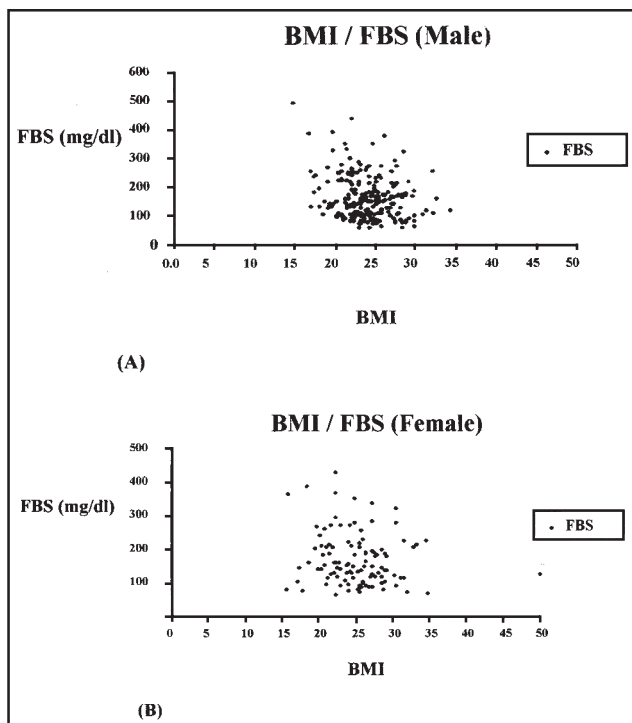 BMI / FBS (Male)
600
500
400
300
200
100
0
FBS (mg/dl)
FBS
0.0 5 10 15 20 25 30 35 40 45 50
BMI
(A)
BMI / FBS (Female)
500
400
300
200
100
0
FBS (mg/dl)
FBS
0 5 10 15 20 25 30 35 40 45 50
BMI
(B)